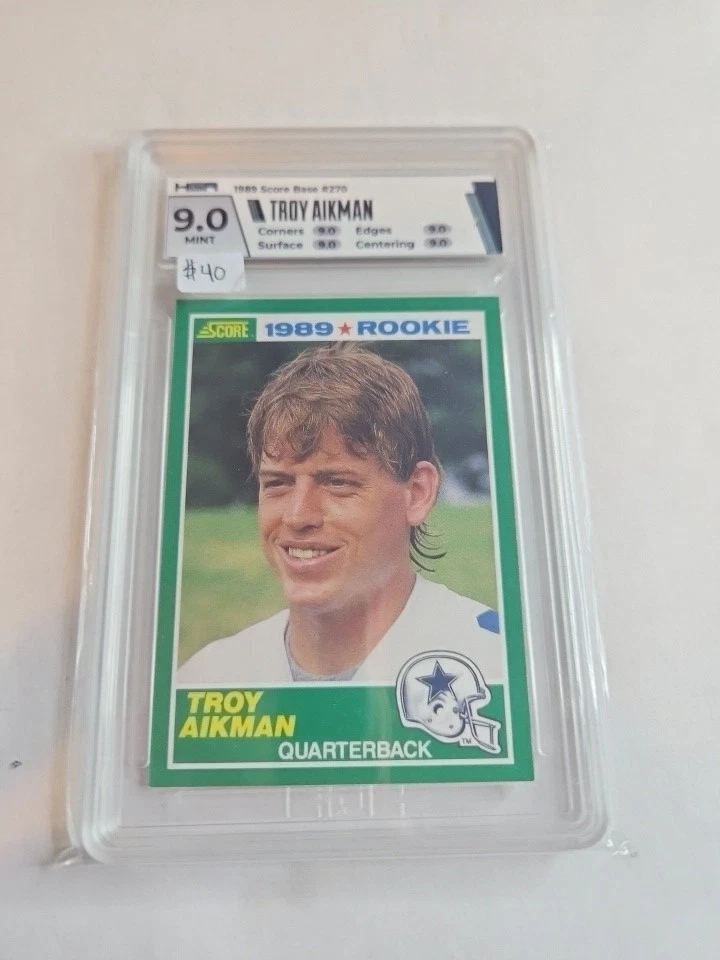 HGA 1989 Score Base #270
9.0 TROY AIKMAN
MINT
Corners 9.0 Edges 9.0
Surface 9.0 Centering 9.0
$40
SCORE 1989 ★ ROOKIE
TROY
AIKMAN
QUARTERBACK
TM